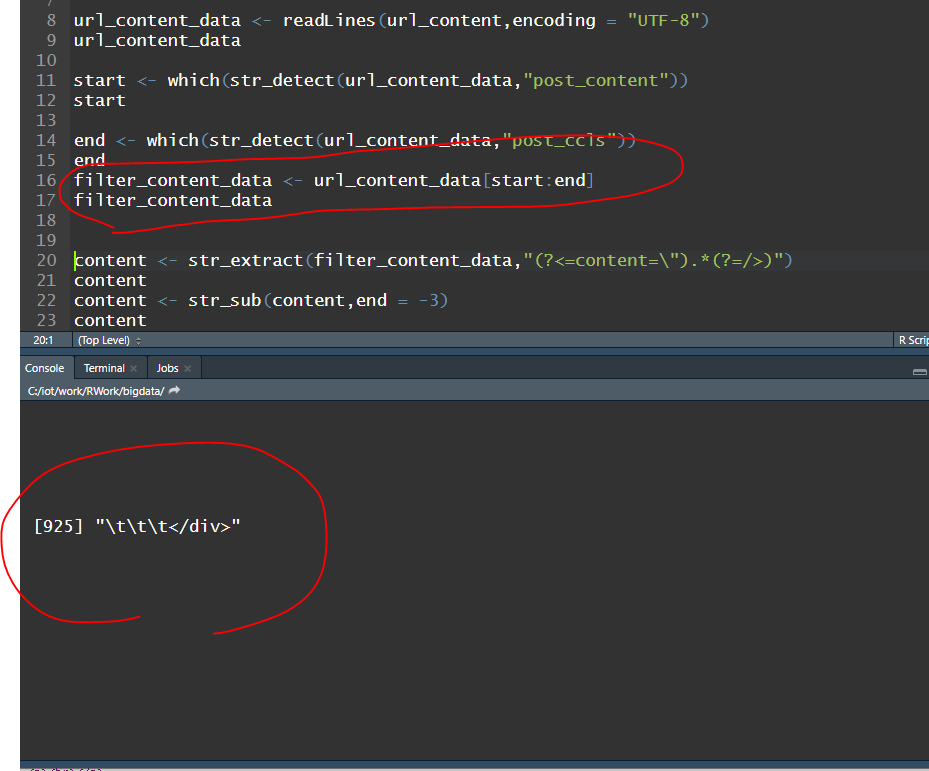 7
8 url_content_data <- readLines(url_content,encoding = "UTF-8")
9 url_content_data
10
11 start <- which(str_detect(url_content_data,"post_content"))
12 start
13
14 end <- which(str_detect(url_content_data,"post_ccls"))
15 end
16 filter_content_data <- url_content_data[start:end]
17 filter_content_data
18
19
20 content <- str_extract(filter_content_data,"(?<=content=\").*(?=/>)")
21 content
22 content <- str_sub(content,end = -3)
23 content
20:1 (Top Level) R Scrip
Console Terminal Jobs
C:/iot/work/RWork/bigdata/
[925] "\t\t\t</div>"